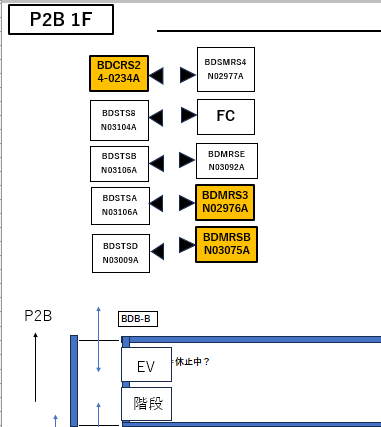 P2B 1F
BDCRS2
4-0234A
BDSMRS4
N02977A
BDSTS8
N03104A
FC
BDSTSB
N03105A
BDMRSE
N03092A
BDSTSA
N03106A
BDMRS3
N02976A
BDSTSD
N03009A
BDMRSB
N03075A
P2B
BDB-B
EV
休止中？
階段